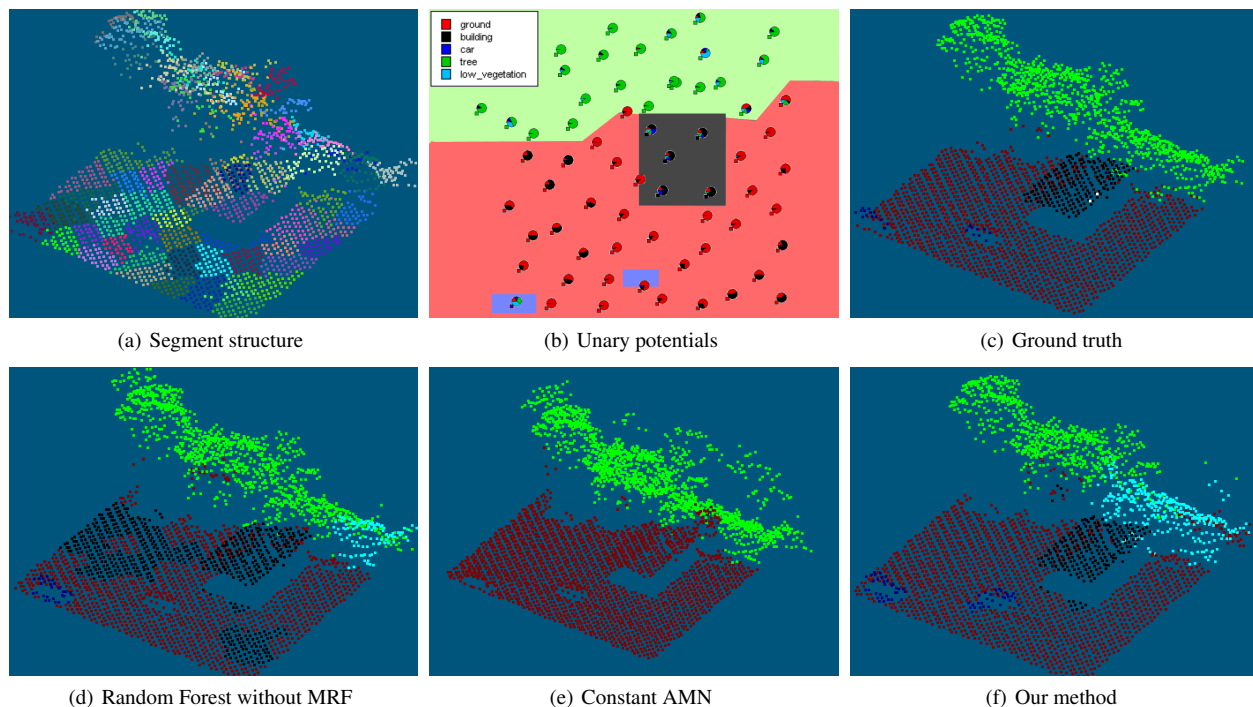 ground
building
car
tree
low_vegetation
(a) Segment structure
(b) Unary potentials
(c) Ground truth
(d) Random Forest without MRF
(e) Constant AMN
(f) Our method